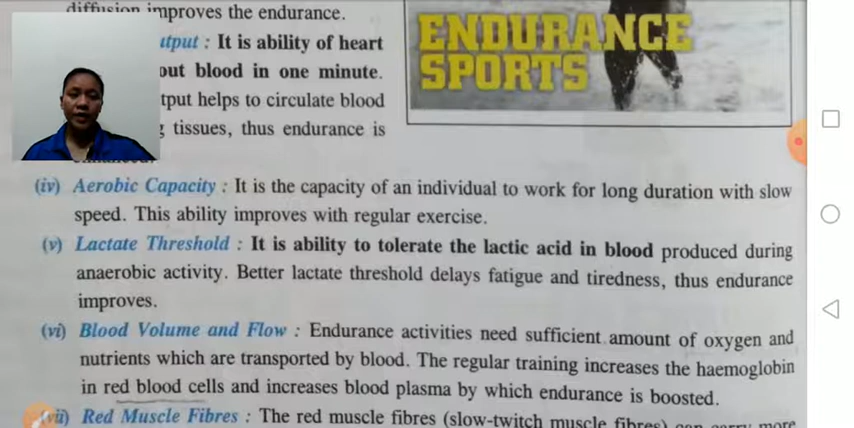 diffusion improves the endurance.
: It is ability of heart
out blood in one minute.
helps to circulate blood
tissues, thus endurance is
ENDURANCE
SPORTS
(iv) Aerobic Capacity : It is the capacity of an individual to work for long duration with slow
speed. This ability improves with regular exercise.
(v) Lactate Threshold : It is ability to tolerate the lactic acid in blood produced during
anaerobic activity. Better lactate threshold delays fatigue and tiredness, thus endurance
improves.
(vi) Blood Volume and Flow : Endurance activities need sufficient amount of oxygen and
nutrients which are transported by blood. The regular training increases the haemoglobin
in red blood cells and increases blood plasma by which endurance is boosted.
(vii) Red Muscle Fibres : The red muscle fibres (slow-twitch muscle fibres) can carry more